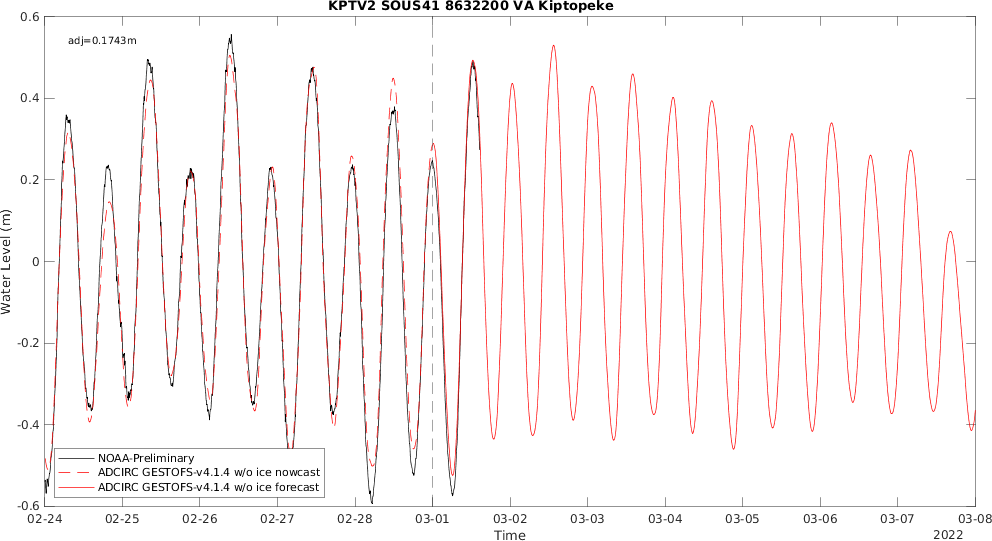 KPTV2 SOUS41 8632200 VA Kiptopeke
adj=0.1743m
0.6
0.4
0.2
0
-0.2
-0.4
-0.6
Water Level (m)
NOAA-Preliminary
ADCIRC GESTOFS-v4.1.4 w/o ice nowcast
ADCIRC GESTOFS-v4.1.4 w/o ice forecast
02-24 02-25 02-26 02-27 02-28 03-01 03-02 03-03 03-04 03-05 03-06 03-07 03-08
Time
2022